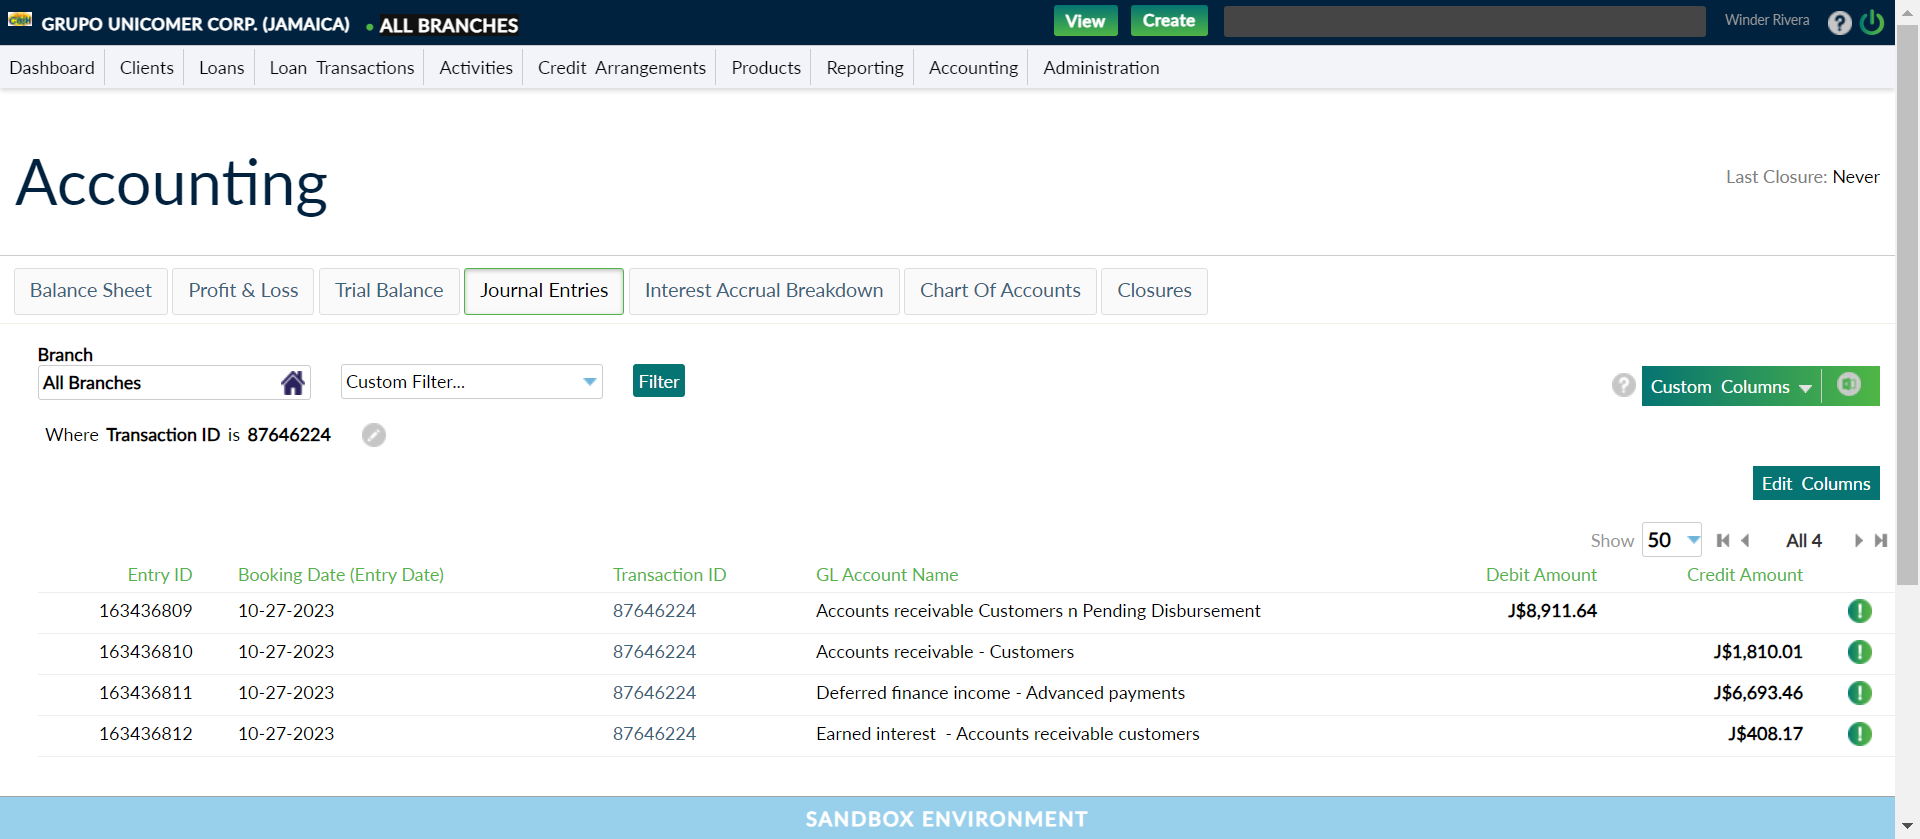 Cash GRUPO UNICOMER CORP. (JAMAICA) • ALL BRANCHES View Create Winder Rivera ?
Dashboard Clients Loans Loan Transactions Activities Credit Arrangements Products Reporting Accounting Administration
Accounting
Last Closure: Never
Balance Sheet Profit & Loss Trial Balance Journal Entries Interest Accrual Breakdown Chart Of Accounts Closures
Branch
All Branches Custom Filter... Filter ? Custom Columns
Where Transaction ID is 87646224
Edit Columns
Show 50 All 4
Entry ID Booking Date (Entry Date) Transaction ID GL Account Name Debit Amount Credit Amount
163436809 10-27-2023 87646224 Accounts receivable Customers n Pending Disbursement J$8,911.64 !
163436810 10-27-2023 87646224 Accounts receivable - Customers J$1,810.01 !
163436811 10-27-2023 87646224 Deferred finance income - Advanced payments J$6,693.46 !
163436812 10-27-2023 87646224 Earned interest - Accounts receivable customers J$408.17 !
SANDBOX ENVIRONMENT